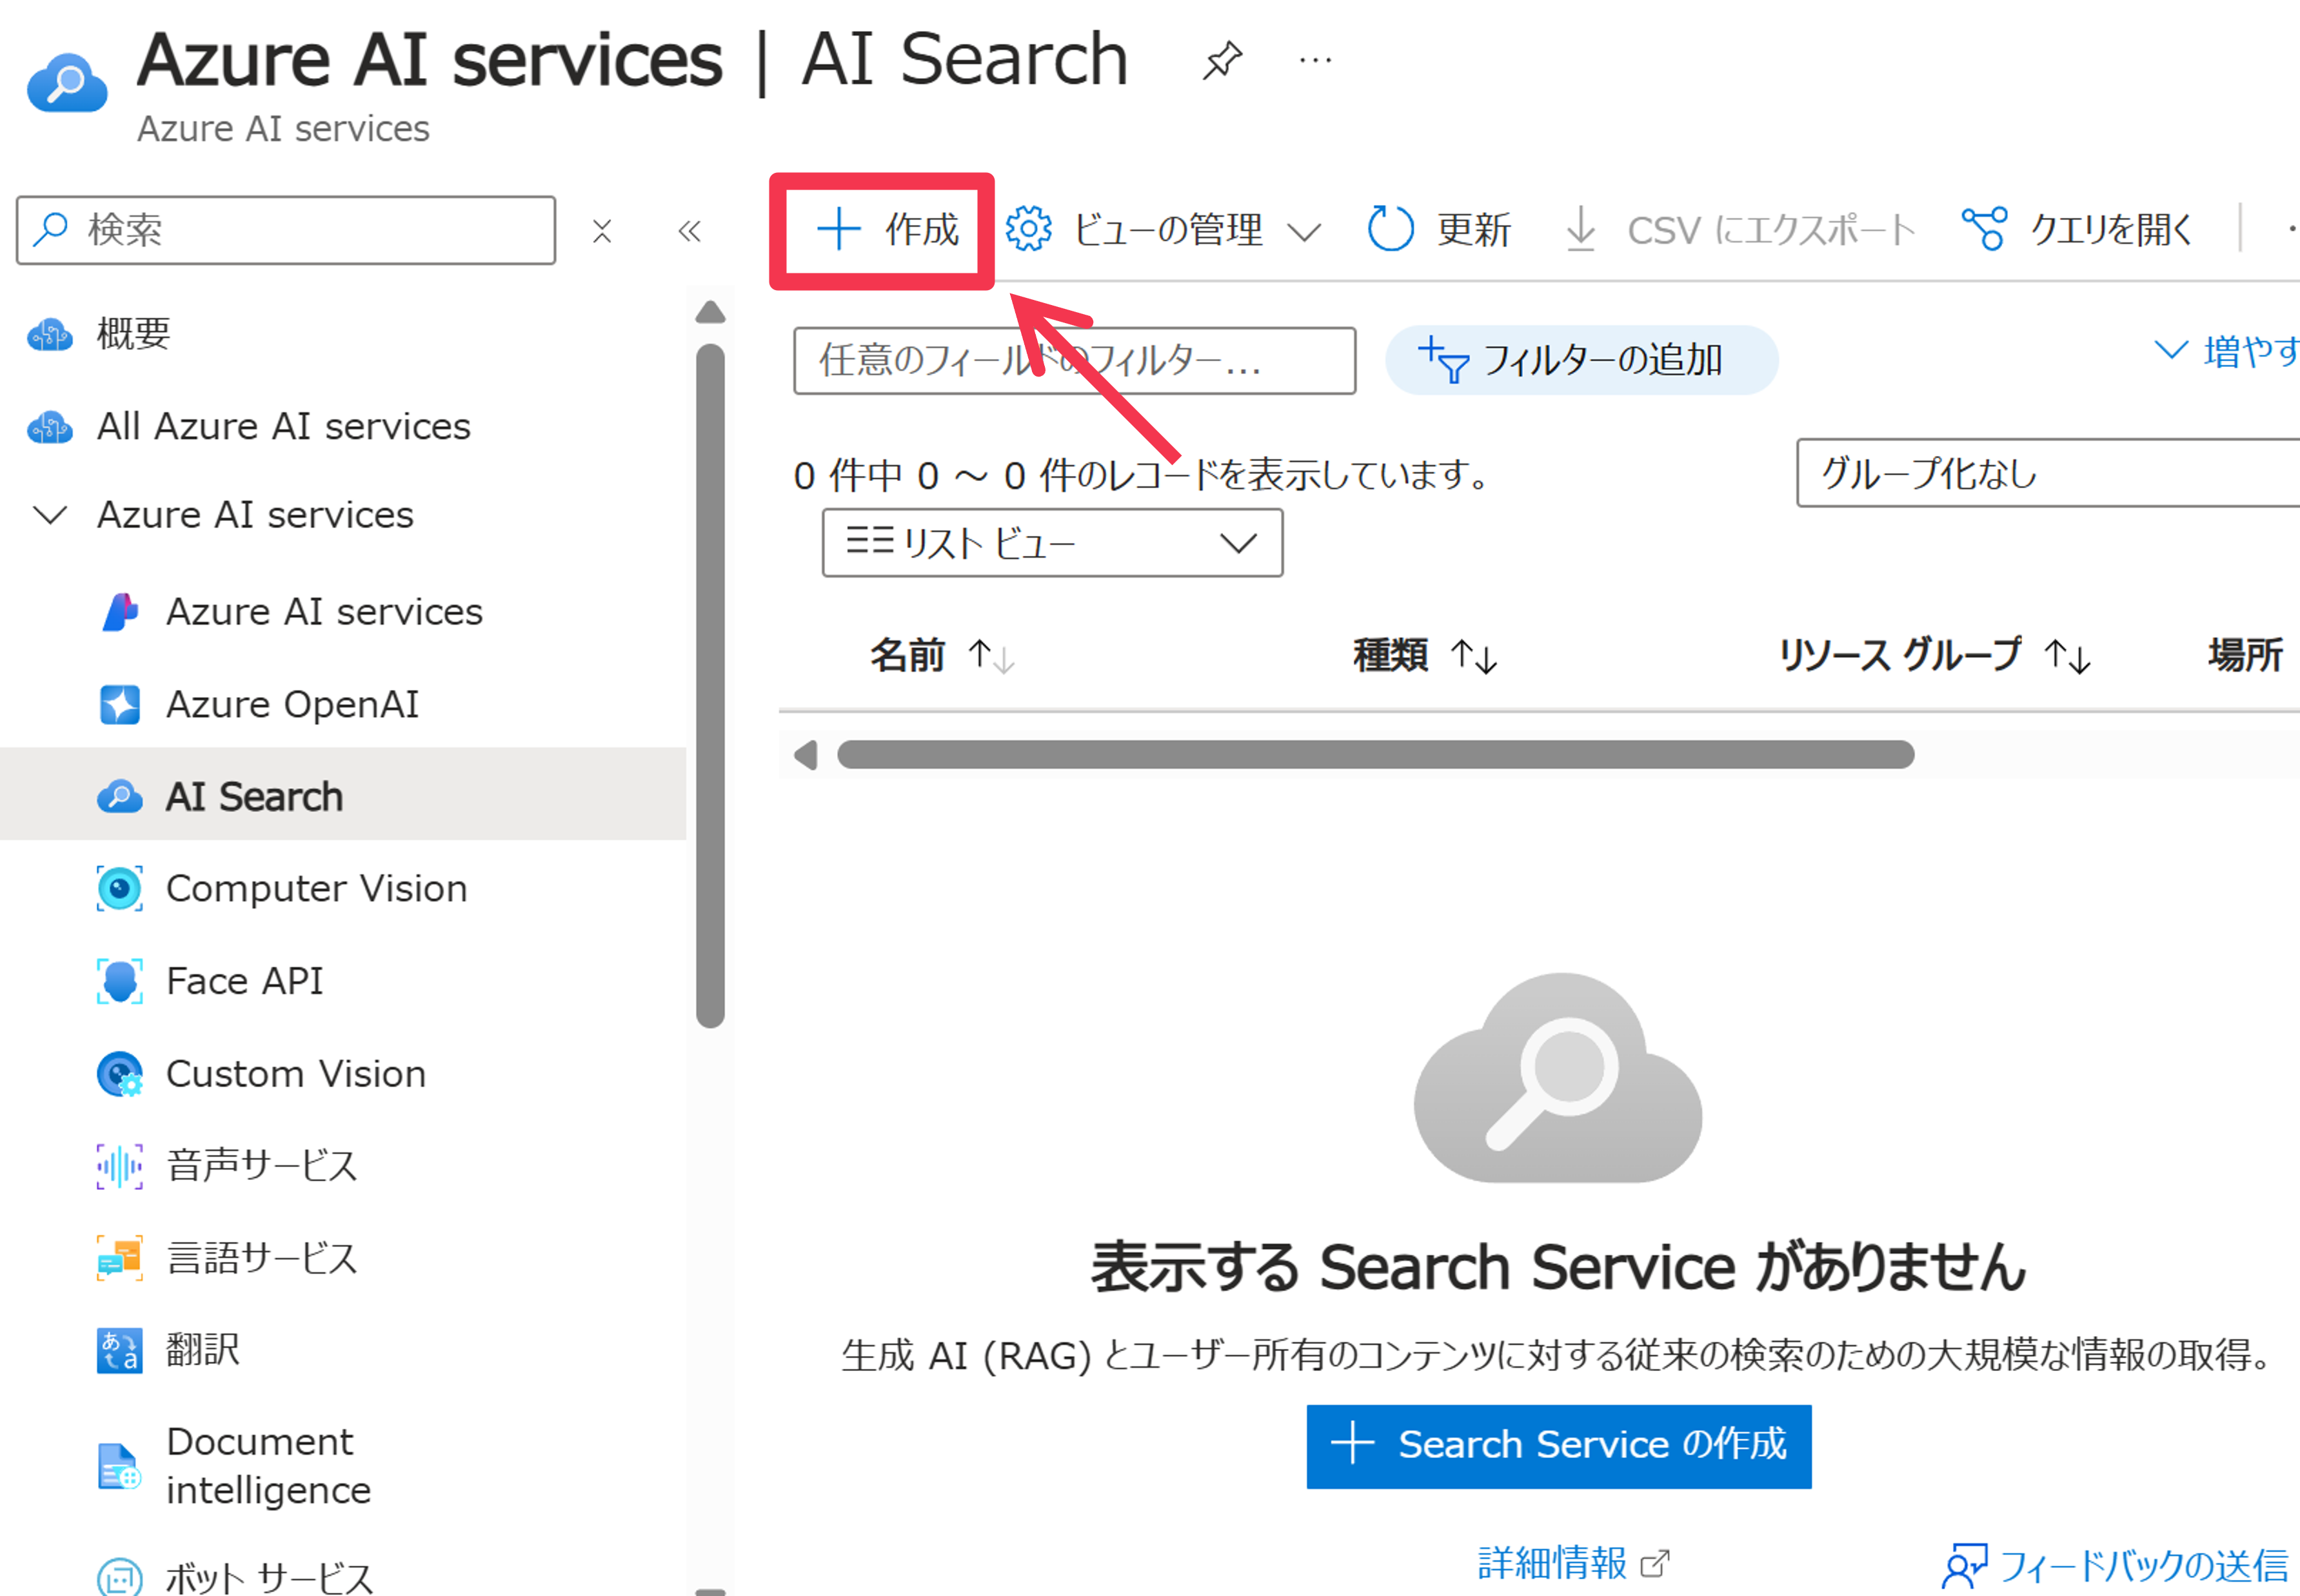 Azure AI services | AI Search
Azure AI services
検索
作成
ビューの管理
更新
CSV にエクスポート
クエリを開く
概要
All Azure AI services
Azure AI services
Azure AI services
Azure OpenAI
AI Search
Computer Vision
Face API
Custom Vision
音声サービス
言語サービス
翻訳
Document
intelligence
ボット サービス
任意のフィールドのフィルター...
フィルターの追加
増やす
0 件中 0 ～ 0 件のレコードを表示しています。
グループ化なし
リスト ビュー
名前 ↑↓ 種類 ↑↓ リソース グループ ↑↓ 場所
表示する Search Service がありません
生成 AI (RAG) とユーザー所有のコンテンツに対する従来の検索のための大規模な情報の取得。
Search Service の作成
詳細情報
フィードバックの送信